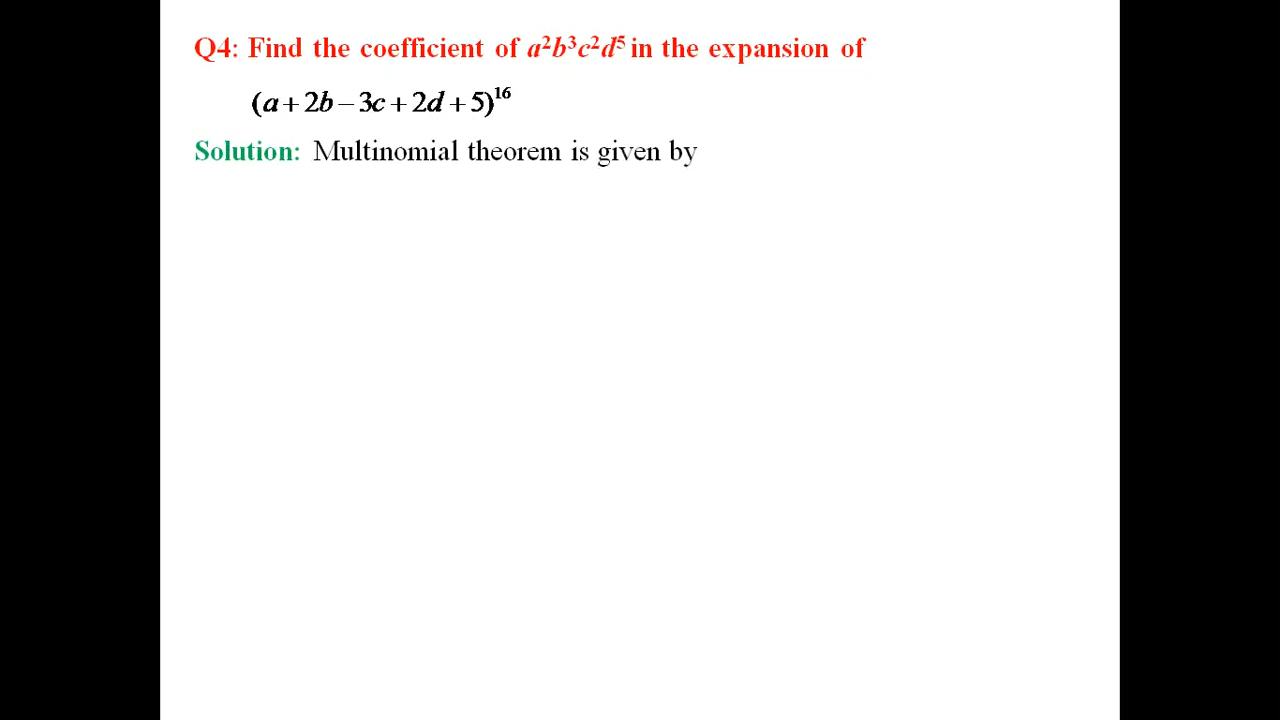 Q4: Find the coefficient of a²b³c²d⁵ in the expansion of
(a + 2b − 3c + 2d + 5)¹⁶
Solution: Multinomial theorem is given by